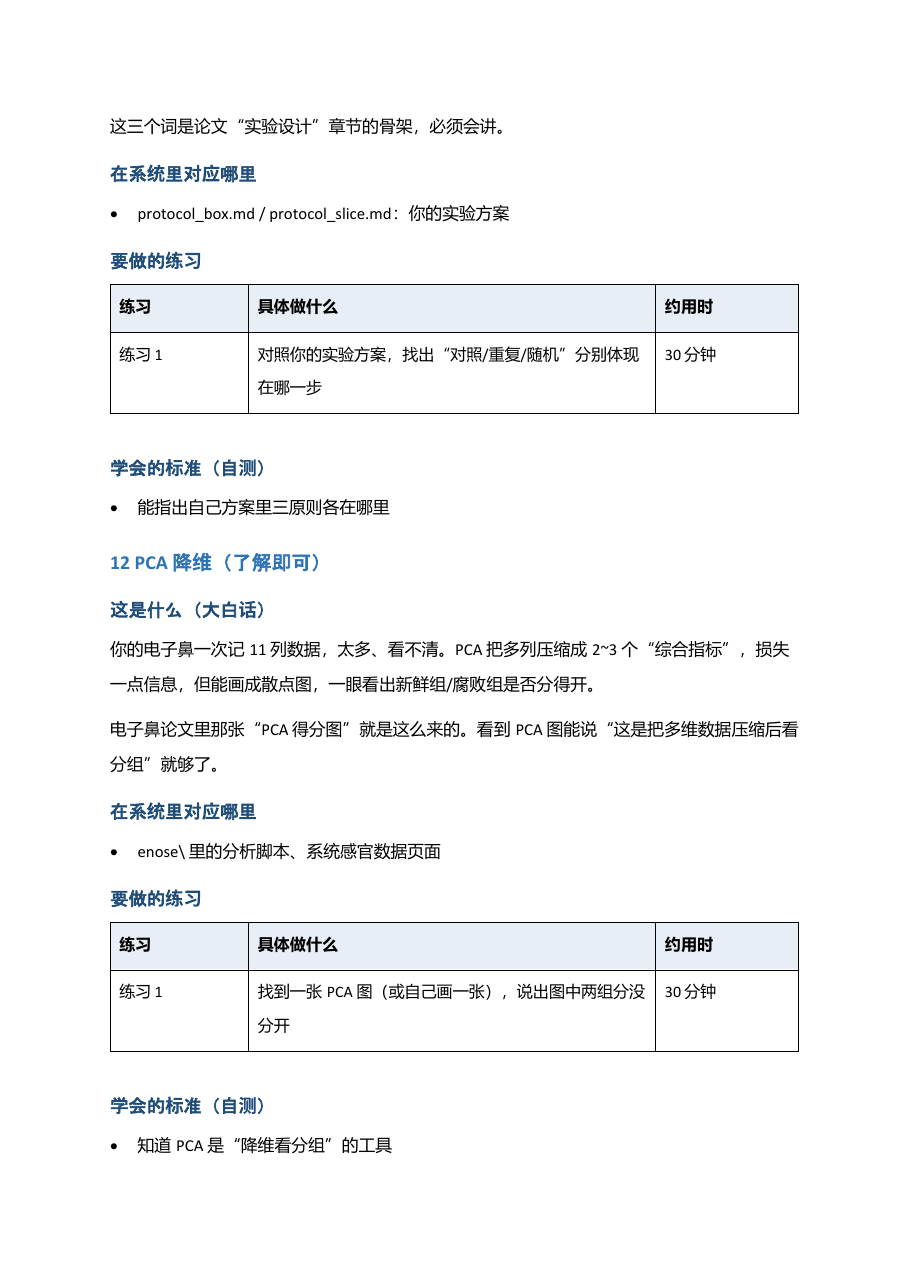 这三个词是论文“实验设计”章节的骨架，必须会讲。
在系统里对应哪里
• protocol_box.md / protocol_slice.md：你的实验方案
要做的练习
练习 具体做什么 约用时
练习 1 对照你的实验方案，找出“对照/重复/随机”分别体现 30 分钟
在哪一步
学会的标准（自测）
• 能指出自己方案里三原则各在哪里
12 PCA 降维（了解即可）
这是什么（大白话）
你的电子鼻一次记 11 列数据，太多、看不清。PCA 把多列压缩成 2~3 个“综合指标”，损失
一点信息，但能画成散点图，一眼看出新鲜组/腐败组是否分得开。
电子鼻论文里那张“PCA 得分图”就是这么来的。看到 PCA 图能说“这是把多维数据压缩后看
分组”就够了。
在系统里对应哪里
• enose\ 里的分析脚本、系统感官数据页面
要做的练习
练习 具体做什么 约用时
练习 1 找到一张 PCA 图（或自己画一张），说出图中两组分没 30 分钟
分开
学会的标准（自测）
• 知道 PCA 是“降维看分组”的工具